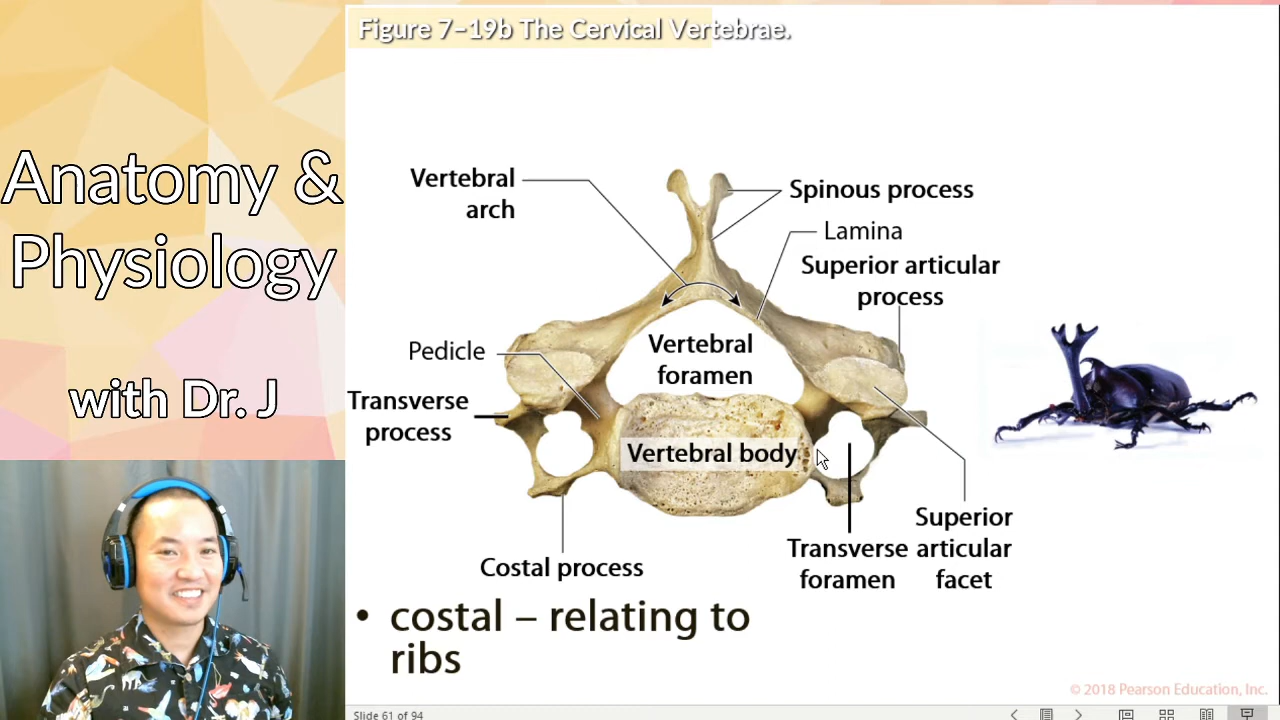 Figure 7–19b The Cervical Vertebrae.
Anatomy &
Physiology
with Dr. J
Vertebral
arch
Spinous process
Lamina
Superior articular
process
Vertebral
foramen
Pedicle
Transverse
process
Vertebral body
Costal process
Transverse
foramen
Superior
articular
facet
• costal – relating to
ribs
© 2018 Pearson Education, Inc.
Slide 61 of 94